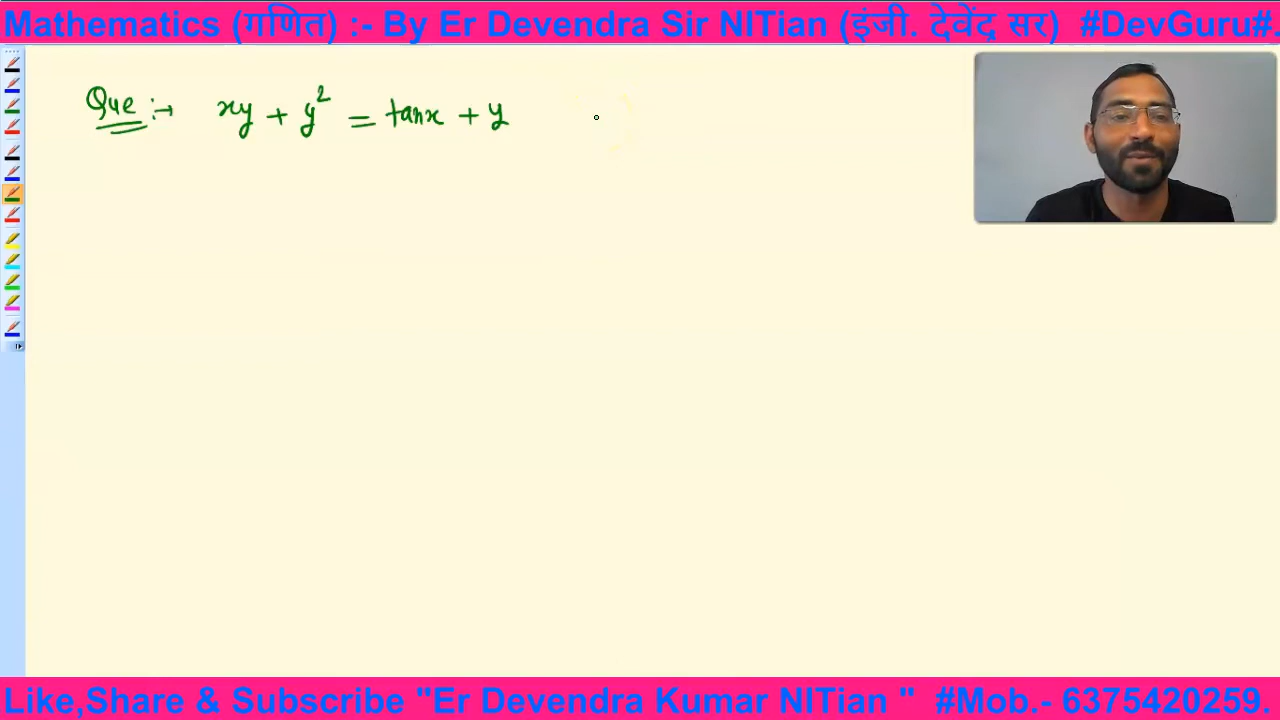 Mathematics (गणित) :- By Er Devendra Sir NITian (इंजी. देवेंद्र सर) #DevGuru#.
Que :→ xy + y² = tanx + y
Like,Share & Subscribe "Er Devendra Kumar NITian " #Mob.- 6375420259.